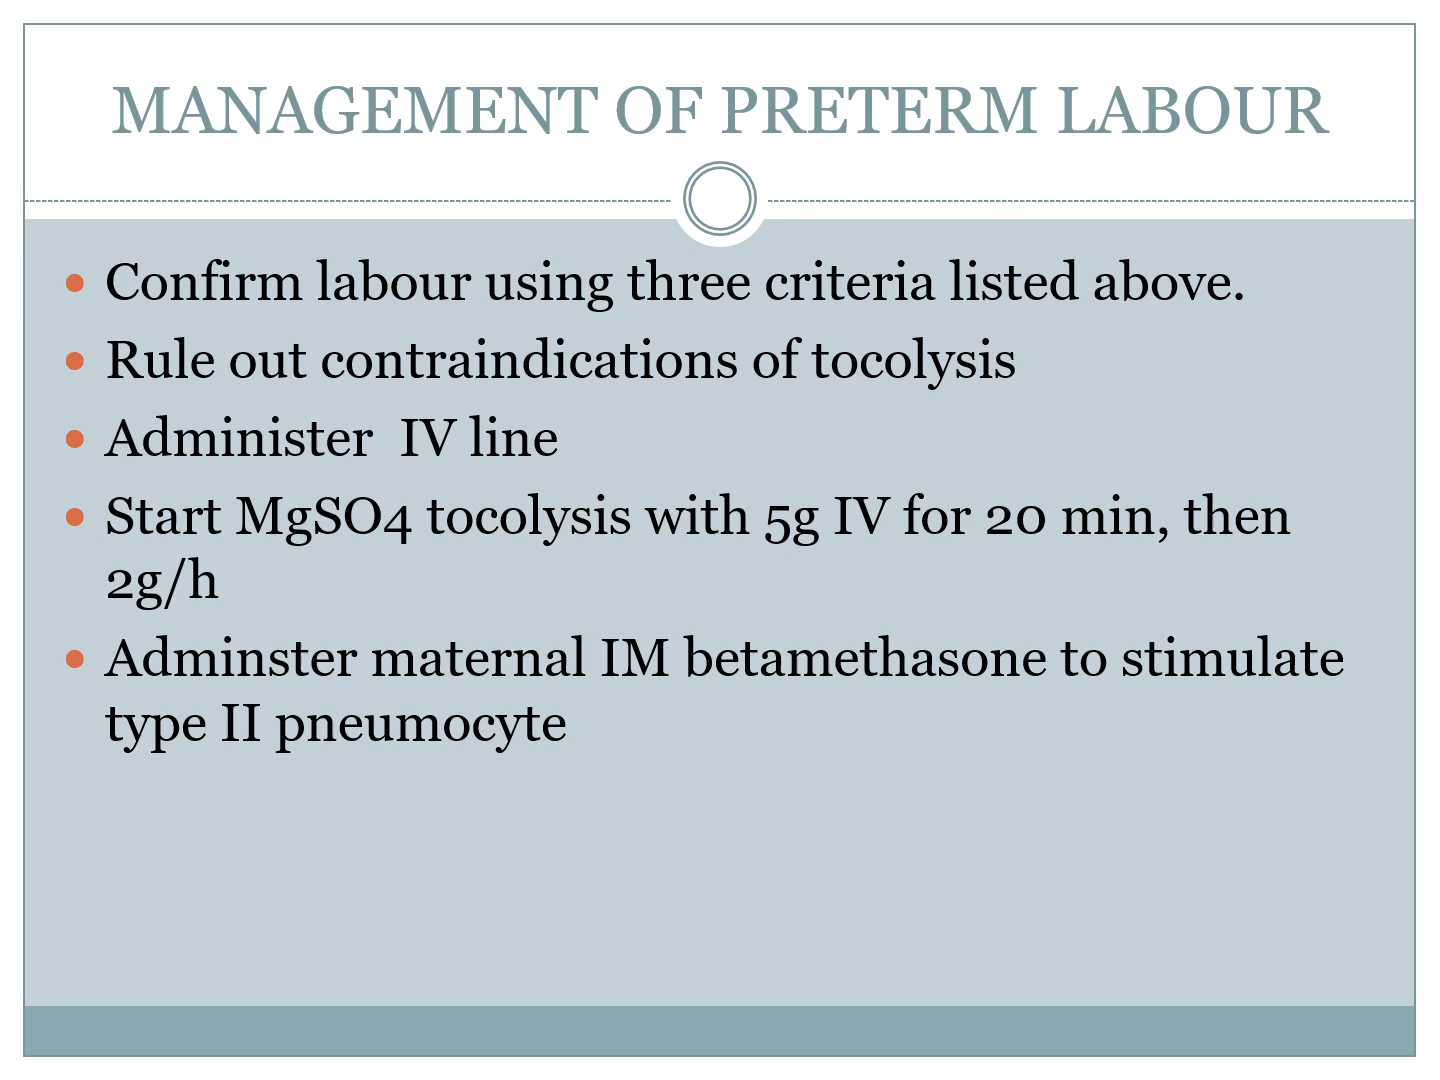 MANAGEMENT OF PRETERM LABOUR
• Confirm labour using three criteria listed above.
• Rule out contraindications of tocolysis
• Administer  IV line
• Start MgSO4 tocolysis with 5g IV for 20 min, then
2g/h
• Adminster maternal IM betamethasone to stimulate
type II pneumocyte